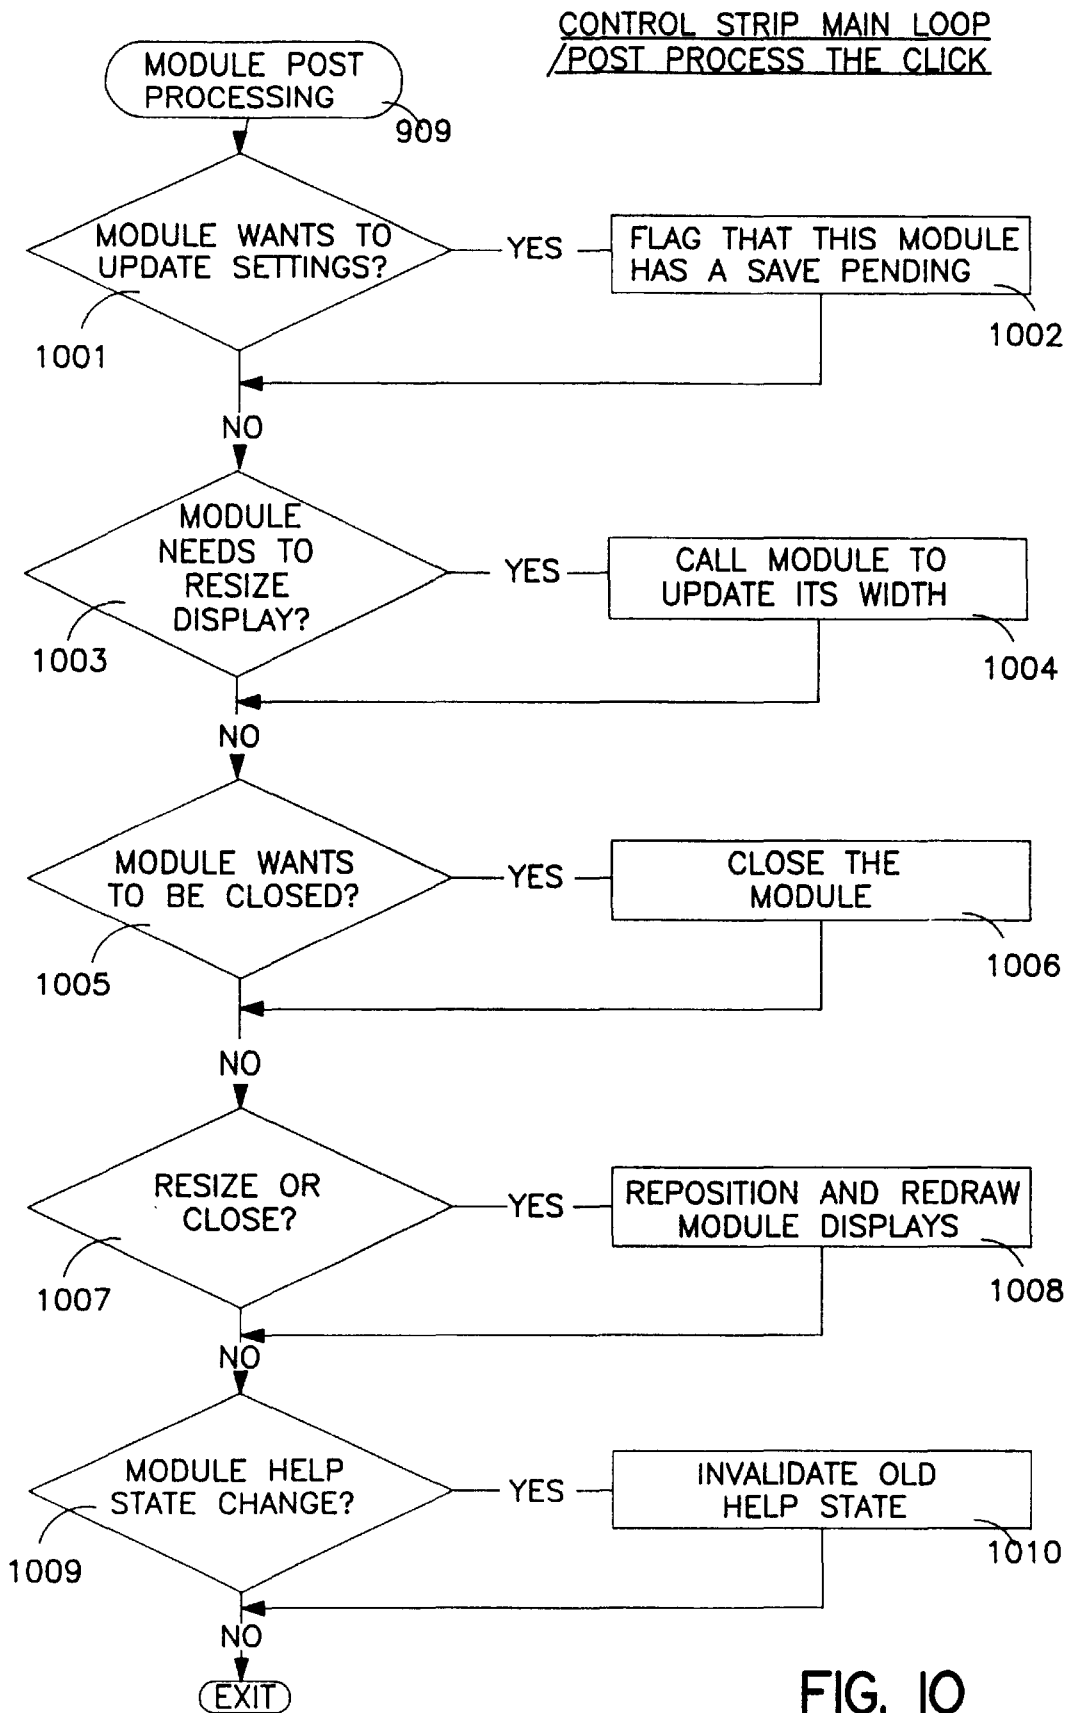 CONTROL STRIP MAIN LOOP
/POST PROCESS THE CLICK
MODULE POST
PROCESSING
909
MODULE WANTS TO
UPDATE SETTINGS?
1001
YES
FLAG THAT THIS MODULE
HAS A SAVE PENDING
1002
NO
MODULE
NEEDS TO
RESIZE
DISPLAY?
1003
YES
CALL MODULE TO
UPDATE ITS WIDTH
1004
NO
MODULE WANTS
TO BE CLOSED?
1005
YES
CLOSE THE
MODULE
1006
NO
RESIZE OR
CLOSE?
1007
YES
REPOSITION AND REDRAW
MODULE DISPLAYS
1008
NO
MODULE HELP
STATE CHANGE?
1009
YES
INVALIDATE OLD
HELP STATE
1010
NO
EXIT
FIG. 10